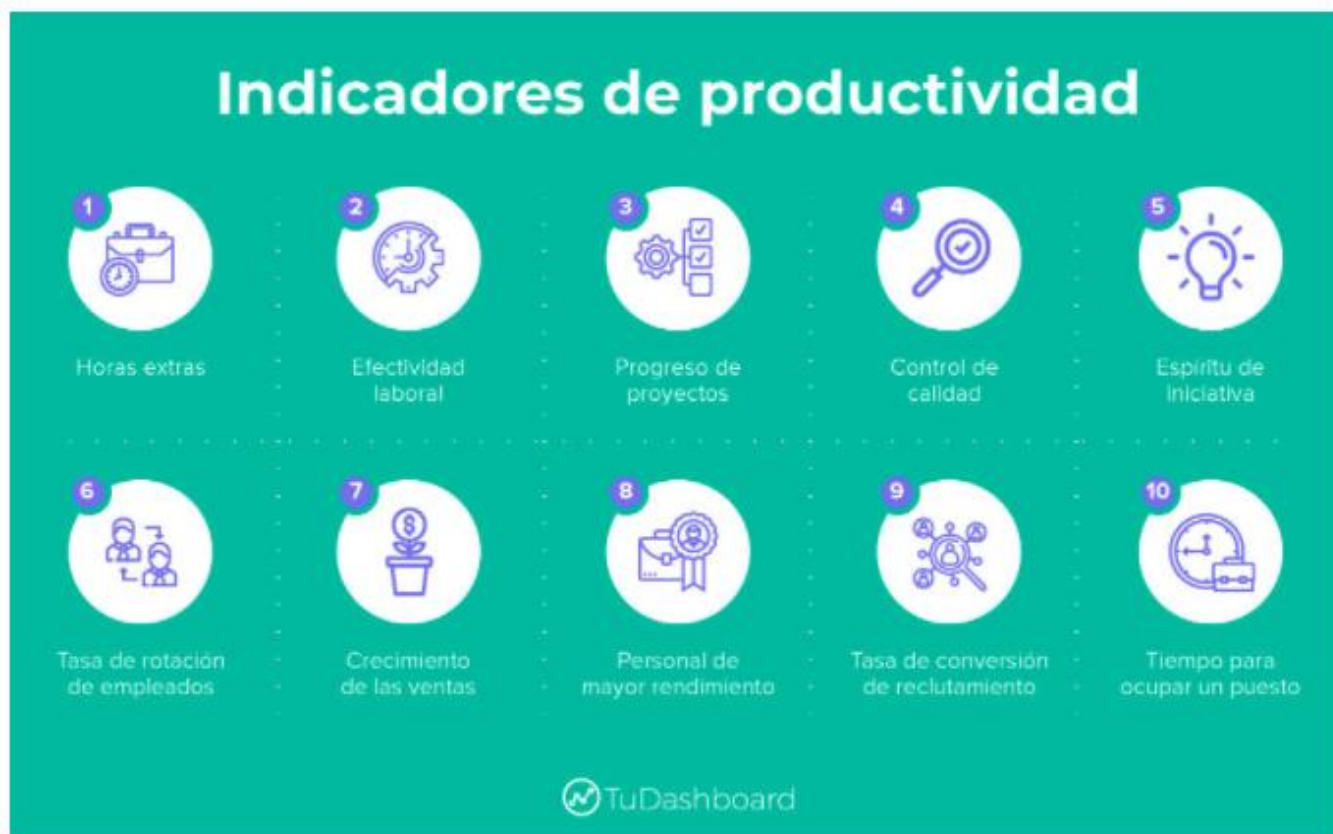 Indicadores de productividad
1
Horas extras
2
Efectividad
laboral
3
Progreso de
proyectos
4
Control de
calidad
5
Espíritu de
iniciativa
6
Tasa de rotación
de empleados
7
$
Crecimiento
de las ventas
8
Personal de
mayor rendimiento
9
Tasa de conversión
de reclutamiento
10
Tiempo para
ocupar un puesto
TuDashboard